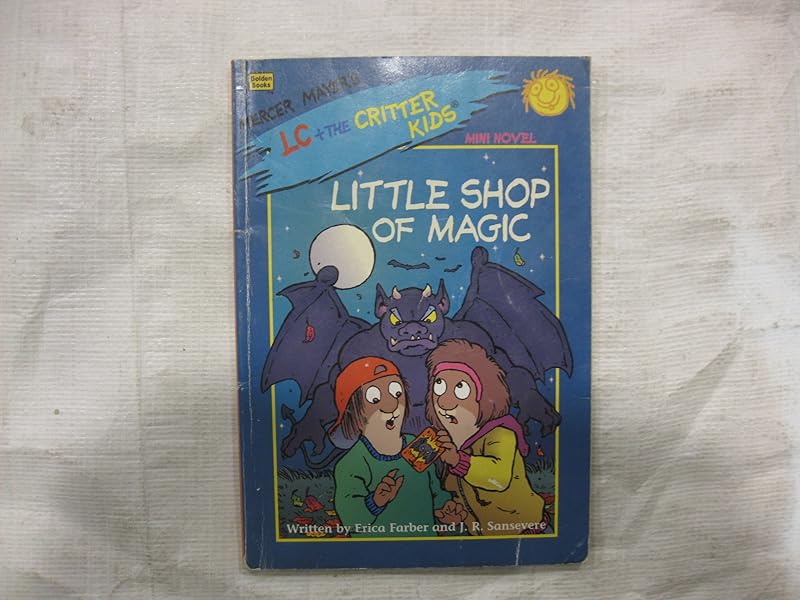 Golden
Books
MERCER MAYER'S
LC + THE CRITTER
KIDS®
MINI NOVEL
LITTLE SHOP
OF MAGIC
Written by Erica Farber and J. R. Sansevere